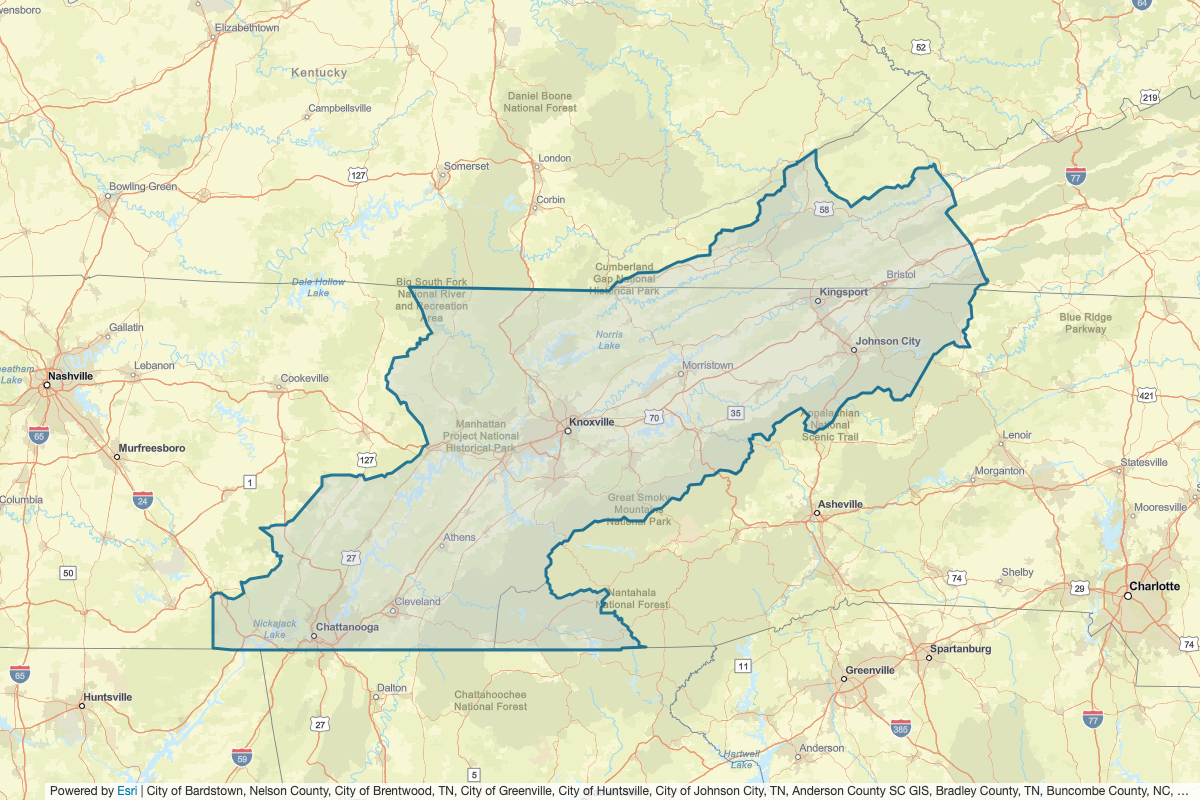 wensboro
Elizabethtown
64
52
Kentucky
219
Daniel Boone
National Forest
Campbellsville
London
Somerset
127
77
Bowling Green
Corbin
58
Cumberland
Gap National
Historical Park
Bristol
Dale Hollow
Lake
Big South Fork
National River
and Recreation
Area
Kingsport
Blue Ridge
Parkway
Gallatin
Norris
Lake
Johnson City
Lebanon
Morristown
heatham
Lake
Nashville
Cookeville
421
35
70
Knoxville
Appalachian
National
Scenic Trail
65
Manhattan
Project National
Historical Park
Lenoir
Murfreesboro
127
Statesville
Morganton
1
24
Columbia
Great Smoky
Mountains
National Park
Asheville
Mooresville
Athens
27
50
Shelby
74
29
Charlotte
Nantahala
National Forest
Cleveland
Nickajack
Lake
Chattanooga
74
Spartanburg
11
65
Greenville
Dalton
Huntsville
Chattahoochee
National Forest
27
77
385
59
Anderson
Hartwell
Lake
5
Powered by Esri | City of Bardstown, Nelson County, City of Brentwood, TN, City of Greenville, City of Huntsville, City of Johnson City, TN, Anderson County SC GIS, Bradley County, TN, Buncombe County, NC, …